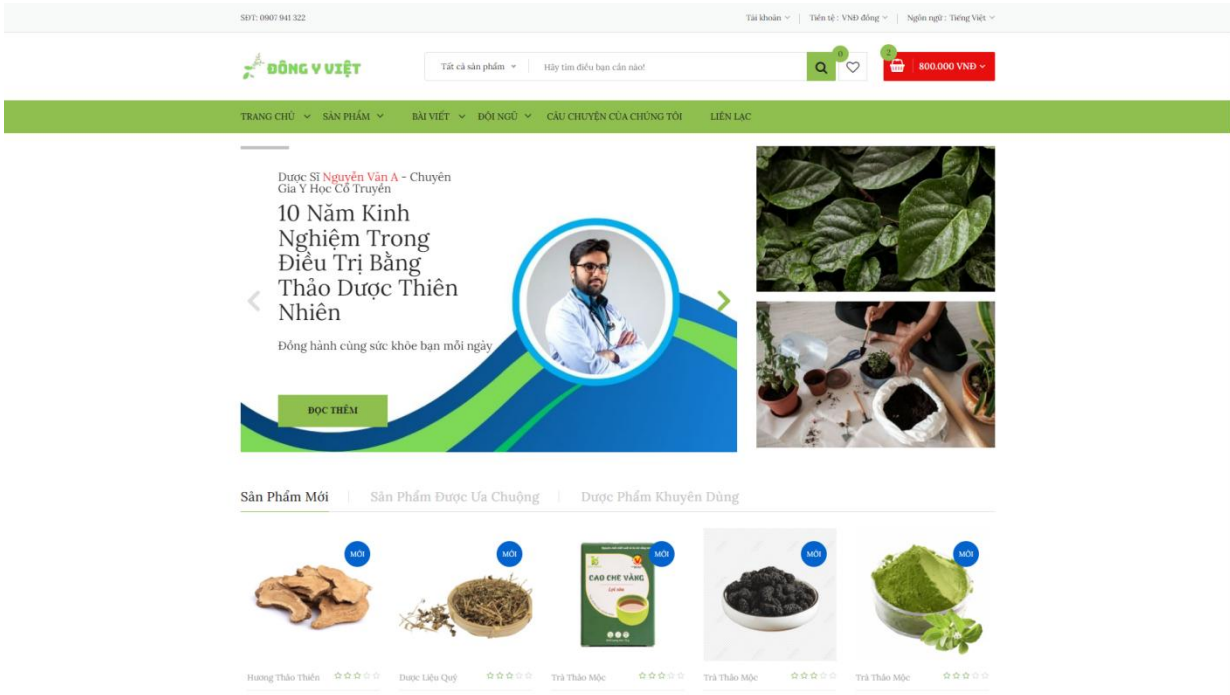 SĐT: 0907 941 322
Tài khoản
Tiền tệ : VNĐ đồng
Ngôn ngữ : Tiếng Việt
ĐÔNG Y VIỆT
Tất cả sản phẩm
Hãy tìm điều bạn cần nào!
0
2
800.000 VNĐ
TRANG CHỦ
SẢN PHẨM
BÀI VIẾT
ĐỘI NGŨ
CÂU CHUYỆN CỦA CHÚNG TÔI
LIÊN LẠC
Dược Sĩ Nguyễn Văn A - Chuyên
Gia Y Học Cổ Truyền
10 Năm Kinh
Nghiệm Trong
Điều Trị Bằng
Thảo Dược Thiên
Nhiên
Đồng hành cùng sức khỏe bạn mỗi ngày
ĐỌC THÊM
Sản Phẩm Mới
Sản Phẩm Được Ưa Chuộng
Dược Phẩm Khuyên Dùng
MỚI
MỚI
MỚI
MỚI
MỚI
CAO CHÈ VÀNG
Lợi sữa
Hương Thảo Thiên
Dược Liệu Quý
Trà Thảo Mộc
Trà Thảo Mộc
Trà Thảo Mộc